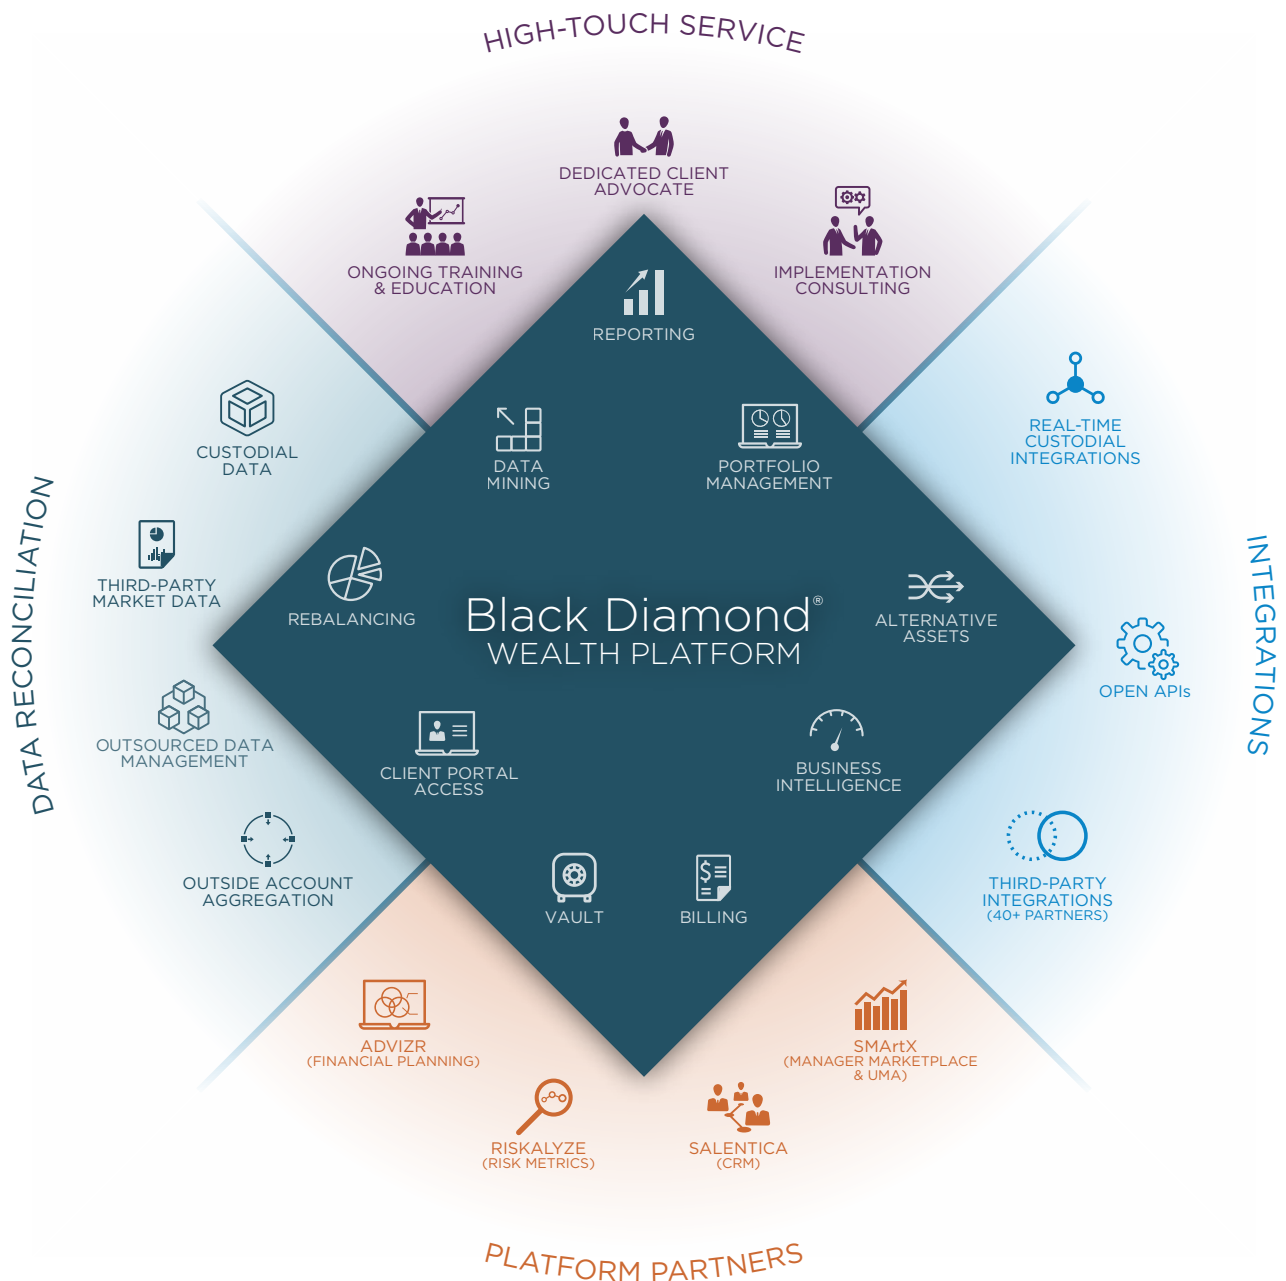 HIGH-TOUCH SERVICE
DEDICATED CLIENT
ADVOCATE
ONGOING TRAINING
& EDUCATION
IMPLEMENTATION
CONSULTING
REPORTING
DATA
MINING
PORTFOLIO
MANAGEMENT
REBALANCING
Black Diamond®
WEALTH PLATFORM
ALTERNATIVE
ASSETS
CLIENT PORTAL
ACCESS
BUSINESS
INTELLIGENCE
VAULT
BILLING
DATA RECONCILIATION
CUSTODIAL
DATA
THIRD-PARTY
MARKET DATA
OUTSOURCED DATA
MANAGEMENT
OUTSIDE ACCOUNT
AGGREGATION
INTEGRATIONS
REAL-TIME
CUSTODIAL
INTEGRATIONS
OPEN APIs
THIRD-PARTY
INTEGRATIONS
(40+ PARTNERS)
ADVIZR
(FINANCIAL PLANNING)
RISKALYZE
(RISK METRICS)
SALENTICA
(CRM)
SMArtX
(MANAGER MARKETPLACE
& UMA)
PLATFORM PARTNERS